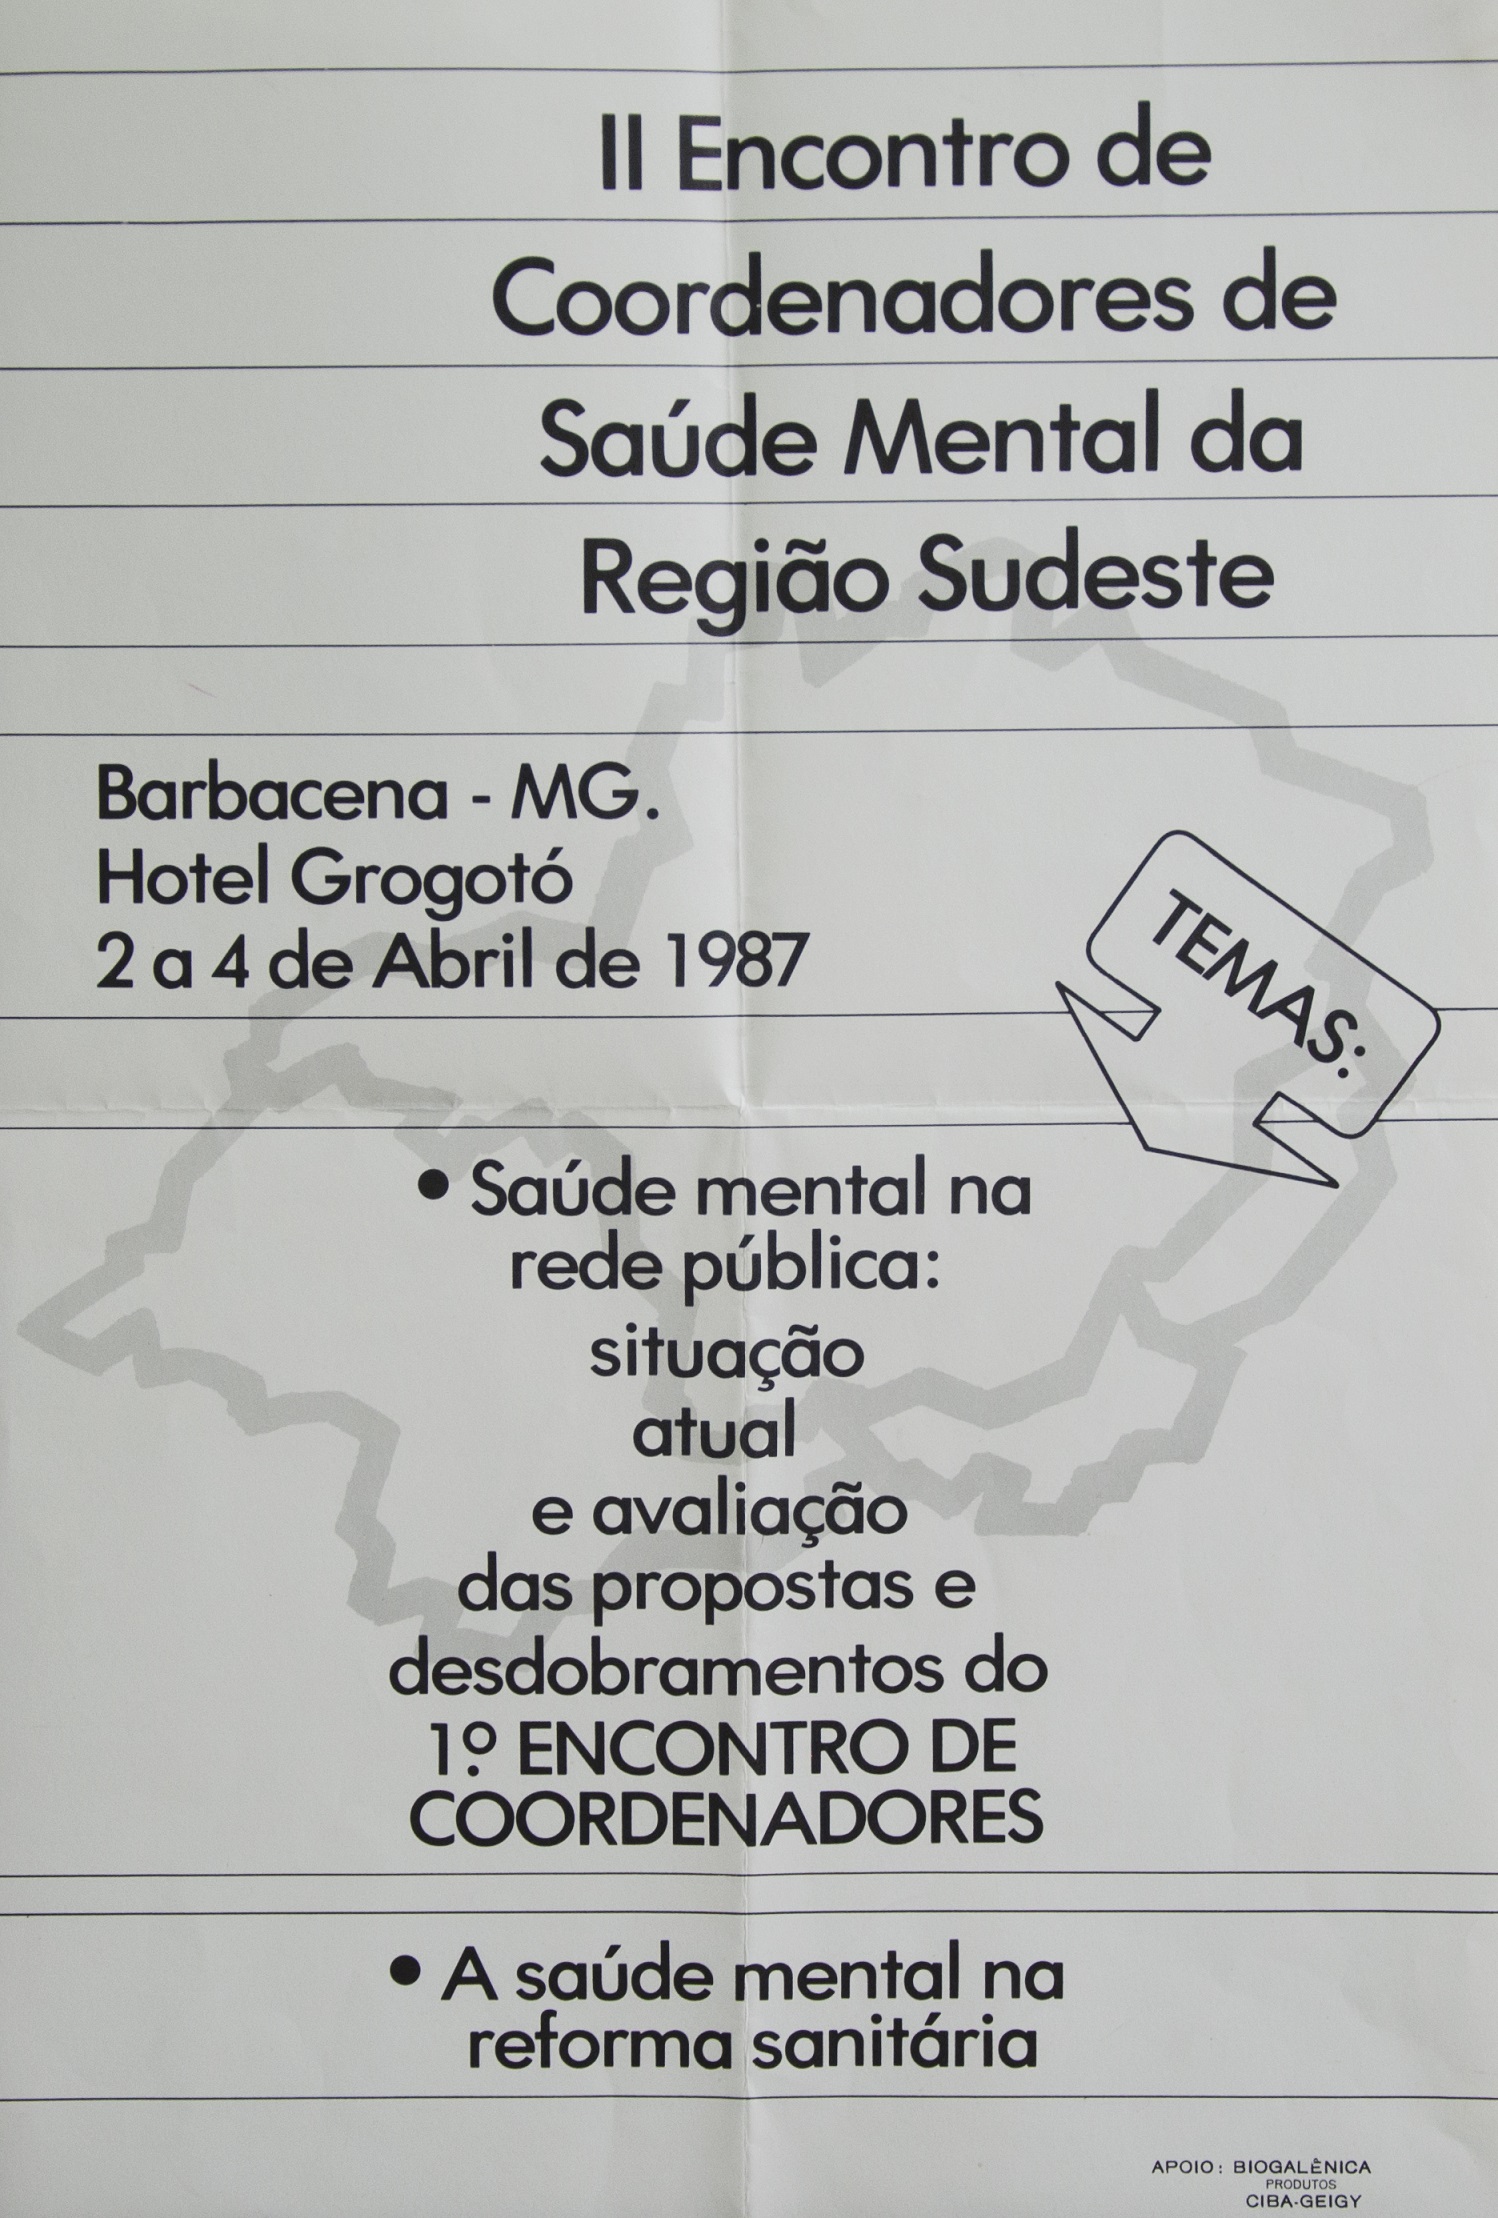 II Encontro de
Coordenadores de
Saúde Mental da
Região Sudeste
Barbacena - MG.
Hotel Grogotó
2 a 4 de Abril de 1987
TEMAS:
• Saúde mental na
rede pública:
situação
atual
e avaliação
das propostas e
desdobramentos do
1º ENCONTRO DE
COORDENADORES
• A saúde mental na
reforma sanitária
APOIO: BIOGALÊNICA
PRODUTOS
CIBA-GEIGY